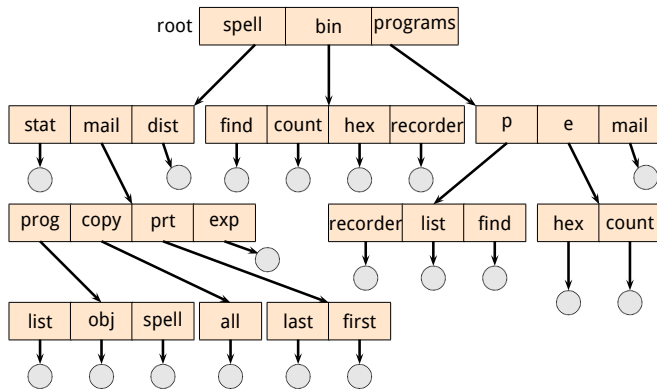 root spell bin programs
stat mail dist find count hex recorder p e mail
prog copy prt exp recorder list find hex count
list obj spell all last first